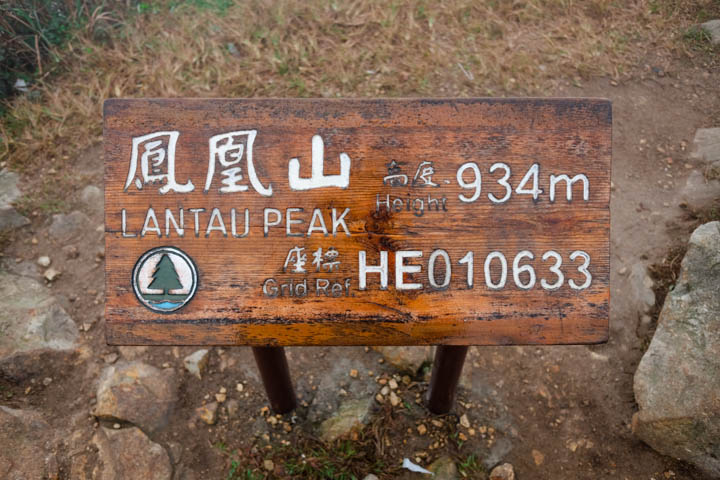 鳳凰山 高度 934m
LANTAU PEAK Height
座標 HE010633
Grid Ref.